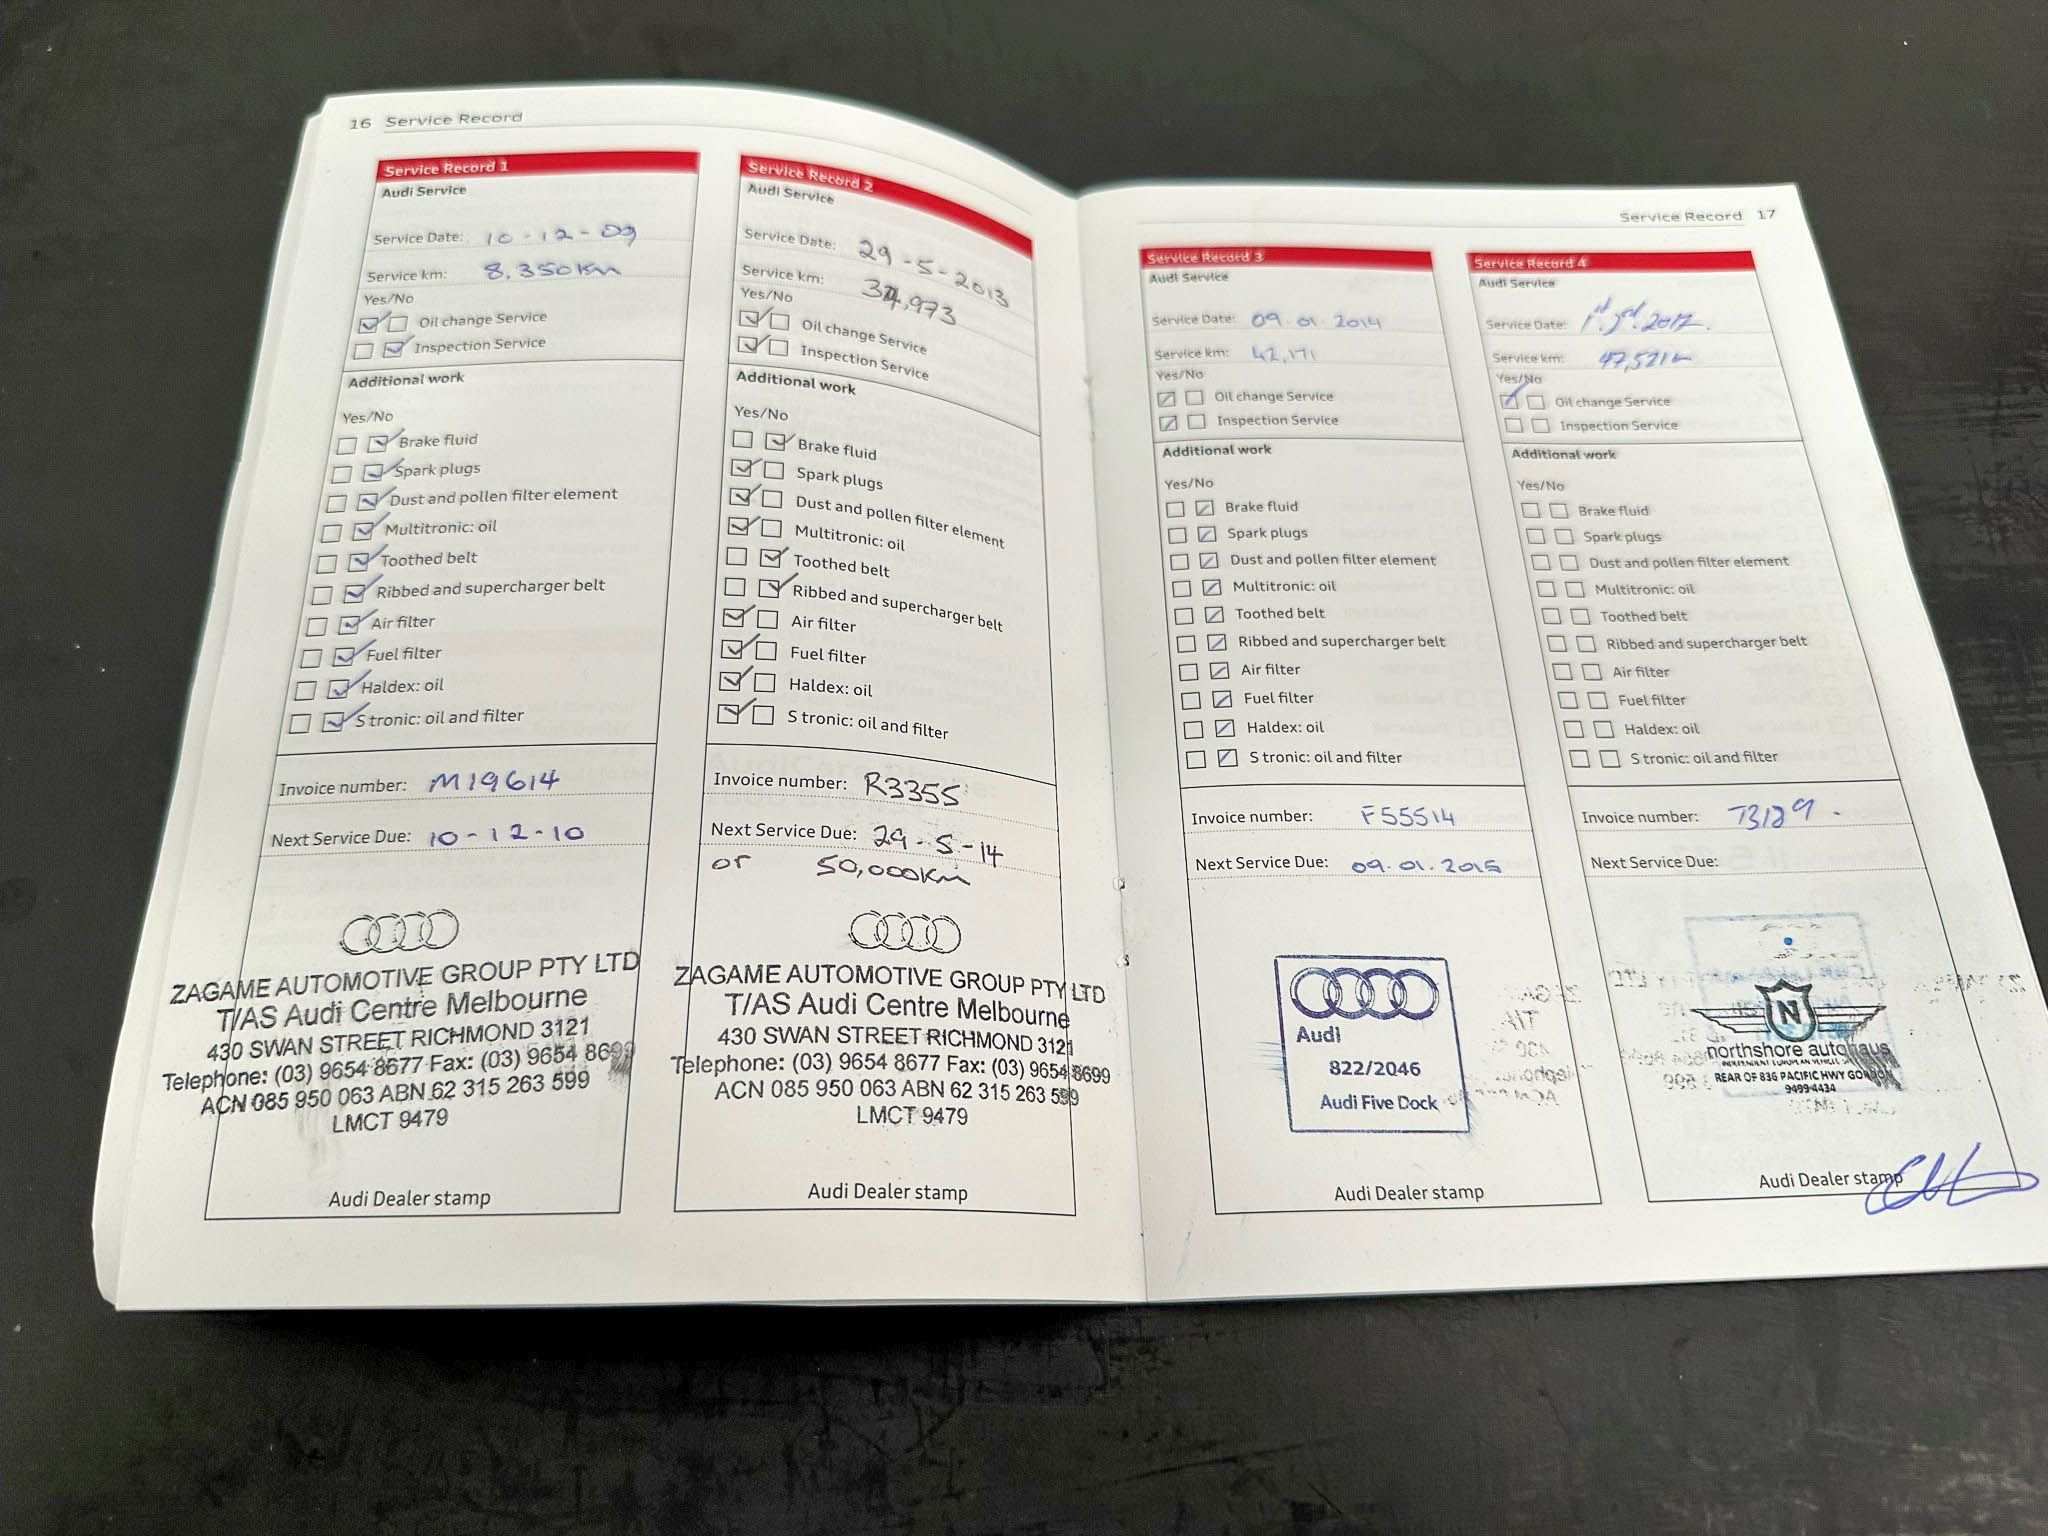 16 Service Record
Service Record 1
Audi Service
Service Date: 10-12-09
Service km: 8,350km
Yes/No
Oil change Service
Inspection Service
Additional work
Yes/No
Brake fluid
Spark plugs
Dust and pollen filter element
Multitronic: oil
Toothed belt
Ribbed and supercharger belt
Air filter
Fuel filter
Haldex: oil
S tronic: oil and filter
Invoice number: M19614
Next Service Due: 10-12-10
ZAGAME AUTOMOTIVE GROUP PTY LTD
T/AS Audi Centre Melbourne
430 SWAN STREET RICHMOND 3121
Telephone: (03) 9654 8677 Fax: (03) 9654 8699
ACN 085 950 063 ABN 62 315 263 599
LMCT 9479
Audi Dealer stamp
Service Record 2
Audi Service
Service Date: 29-5-2013
Service km:
Yes/No
Oil change Service
Inspection Service
Additional work
Yes/No
Brake fluid
Spark plugs
Dust and pollen filter element
Multitronic: oil
Toothed belt
Ribbed and supercharger belt
Air filter
Fuel filter
Haldex: oil
S tronic: oil and filter
Invoice number: R3355
Next Service Due: 29-5-14
or 50,000km
ZAGAME AUTOMOTIVE GROUP PTY LTD
T/AS Audi Centre Melbourne
430 SWAN STREET RICHMOND 3121
Telephone: (03) 9654 8677 Fax: (03) 9654 8699
ACN 085 950 063 ABN 62 315 263 599
LMCT 9479
Audi Dealer stamp
Service Record 17
Service Record 3
Audi Service
Service Date: 09.01.2014
Service km: 42,171
Yes/No
Oil change Service
Inspection Service
Additional work
Yes/No
Brake fluid
Spark plugs
Dust and pollen filter element
Multitronic: oil
Toothed belt
Ribbed and supercharger belt
Air filter
Fuel filter
Haldex: oil
S tronic: oil and filter
Invoice number: F55514
Next Service Due: 09.01.2015
Audi
822/2046
Audi Five Dock
Audi Dealer stamp
Service Record 4
Audi Service
Service Date:
Service km: 47,521km
Yes/No
Oil change Service
Inspection Service
Additional work
Yes/No
Brake fluid
Spark plugs
Dust and pollen filter element
Multitronic: oil
Toothed belt
Ribbed and supercharger belt
Air filter
Fuel filter
Haldex: oil
S tronic: oil and filter
Invoice number:
Next Service Due:
N
northshore autohaus
INDEPENDENT EUROPEAN VEHICLE
REAR OF 836 PACIFIC HWY GORDON
9499 4434
Audi Dealer stamp